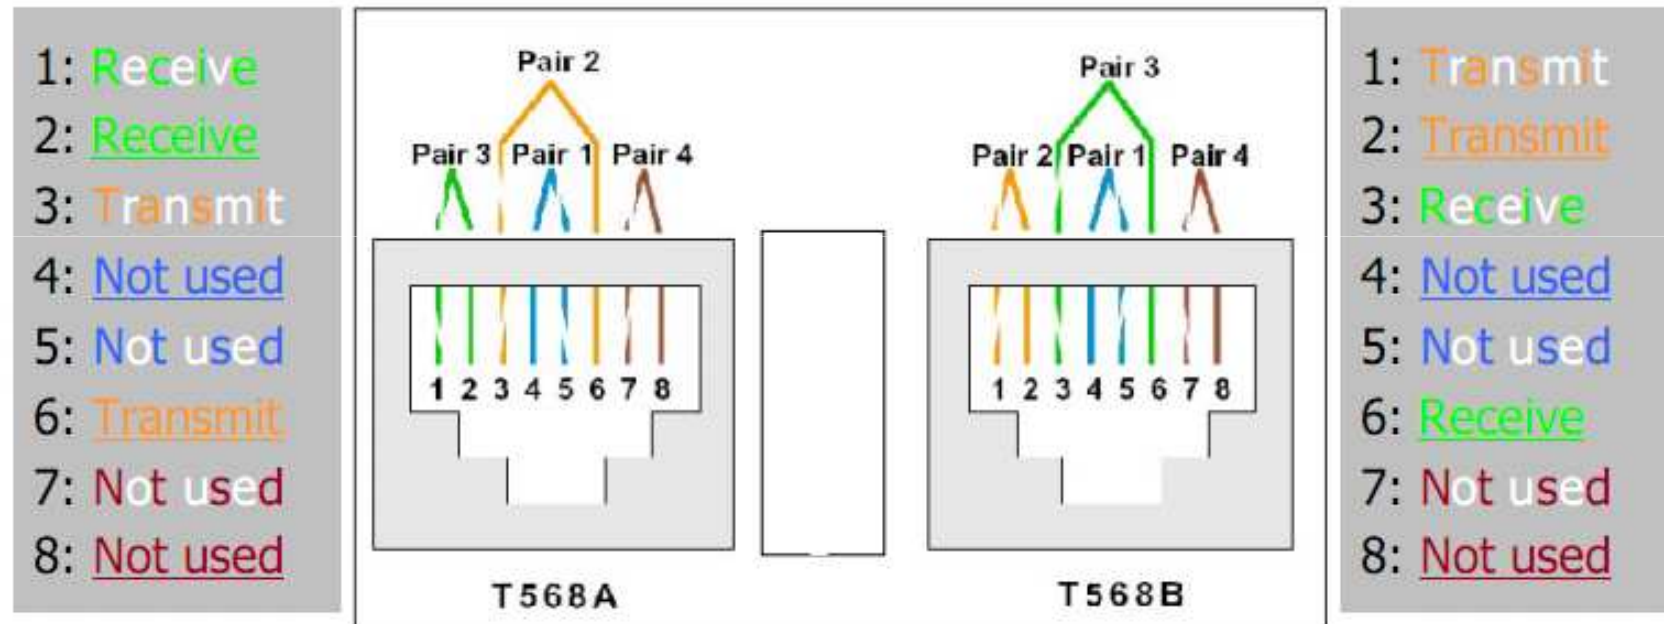 1: Receive
2: Receive
3: Transmit
4: Not used
5: Not used
6: Transmit
7: Not used
8: Not used
Pair 2
Pair 3 Pair 1 Pair 4
1 2 3 4 5 6 7 8
T568A
Pair 3
Pair 2 Pair 1 Pair 4
1 2 3 4 5 6 7 8
T568B
1: Transmit
2: Transmit
3: Receive
4: Not used
5: Not used
6: Receive
7: Not used
8: Not used